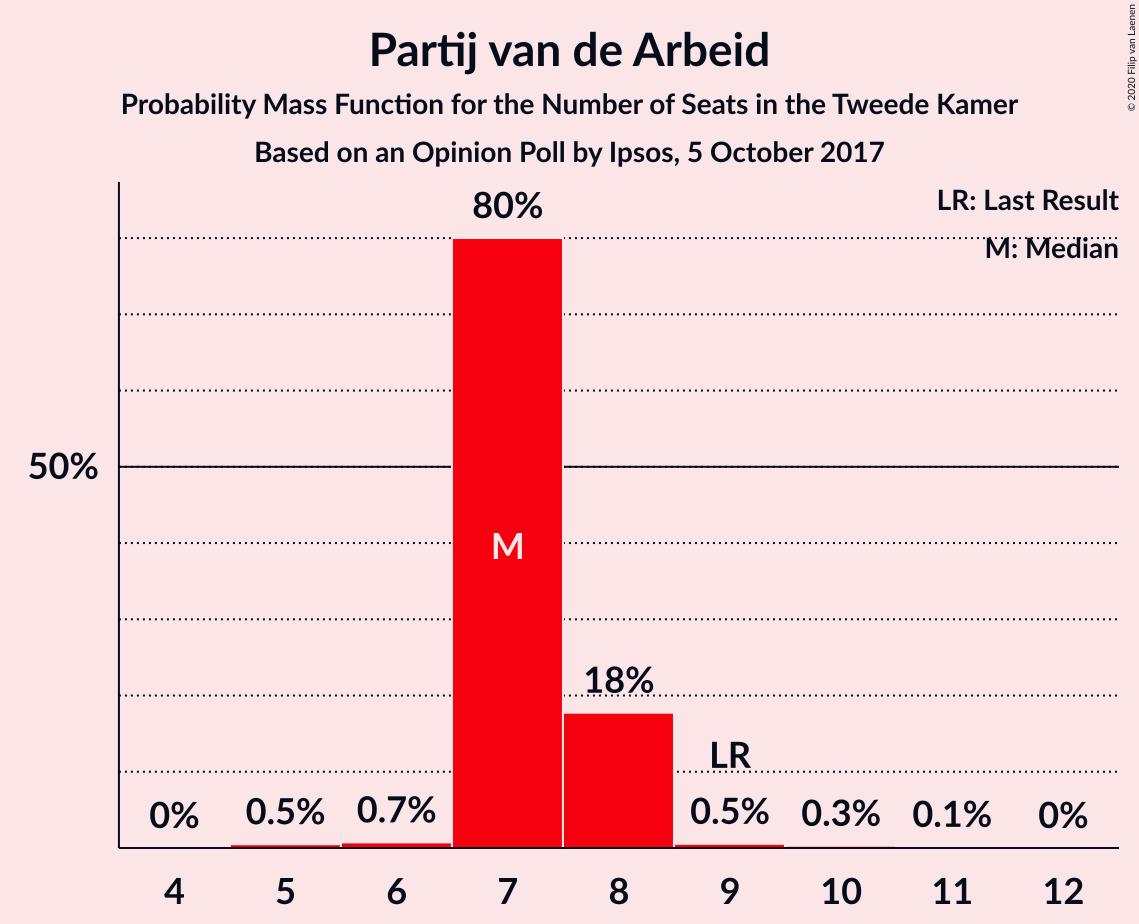 Partij van de Arbeid
Probability Mass Function for the Number of Seats in the Tweede Kamer
Based on an Opinion Poll by Ipsos, 5 October 2017
© 2020 Filip van Laenen
LR: Last Result
M: Median
80%
50%
M
18%
LR
0% 0.5% 0.7% 0.5% 0.3% 0.1% 0%
4 5 6 7 8 9 10 11 12